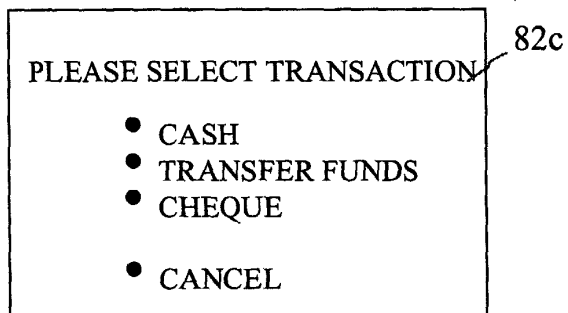 82c
PLEASE SELECT TRANSACTION
• CASH
• TRANSFER FUNDS
• CHEQUE
• CANCEL